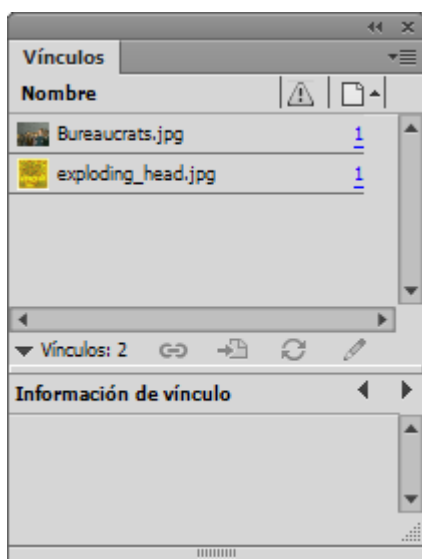 Vínculos
Nombre
Bureaucrats.jpg 1
exploding_head.jpg 1
Vínculos: 2
Información de vínculo